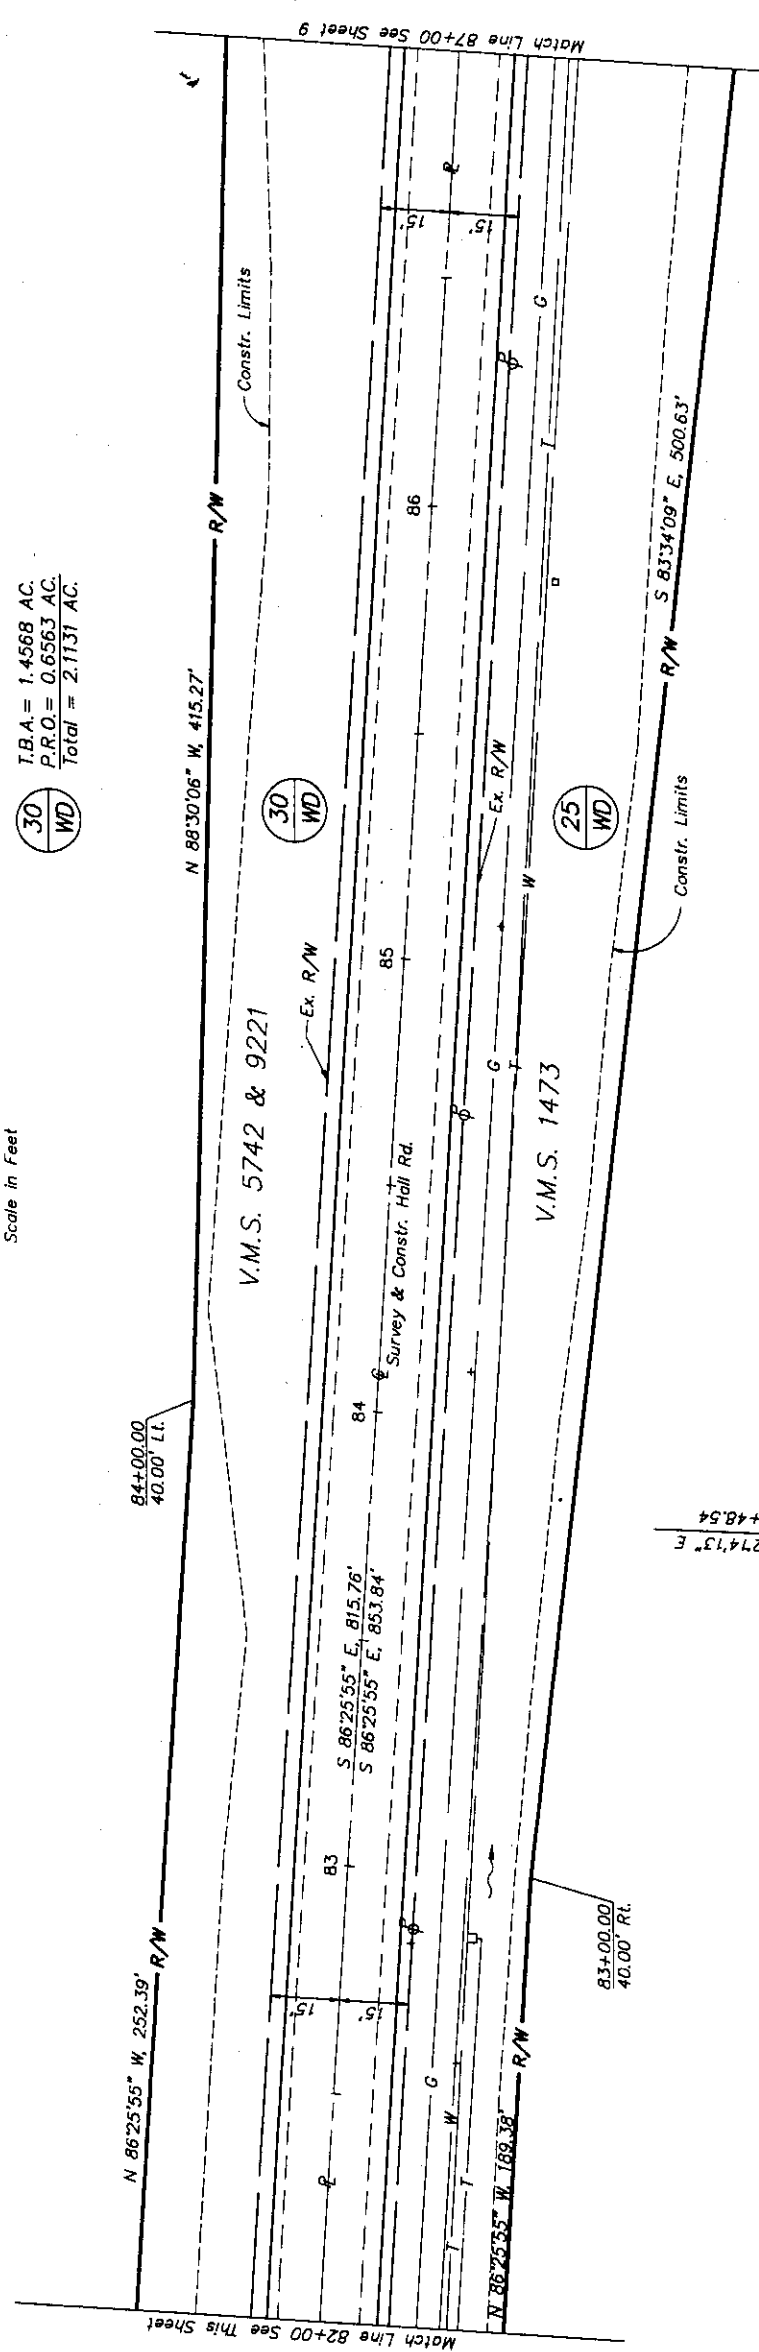 Scale in Feet
30
WD
T.B.A. = 1.4568 AC.
P.R.O. = 0.6563 AC.
Total = 2.1131 AC.
Match Line 82+00 See This Sheet
N 86°25'55" W, 252.39'
R/W
84+00.00
40.00' Lt.
N 88°30'06" W, 415.27'
R/W
Constr. Limits
V.M.S. 5742 & 9221
30
WD
Ex. R/W
15'
15'
P
83
S 86°25'55" E, 815.76'
S 86°25'55" E, 853.84'
84
Survey & Constr. Hall Rd.
85
86
15'
15'
Ex. R/W
P
P
P
G
W
T
T
G
T
W
T
G
V.M.S. 1473
25
WD
Constr. Limits
N 86°25'55" W, 189.38'
R/W
83+00.00
40.00' Rt.
R/W
S 83°34'09" E, 500.63'
Match Line 87+00 See Sheet 9
2°14'13" E
+48.54